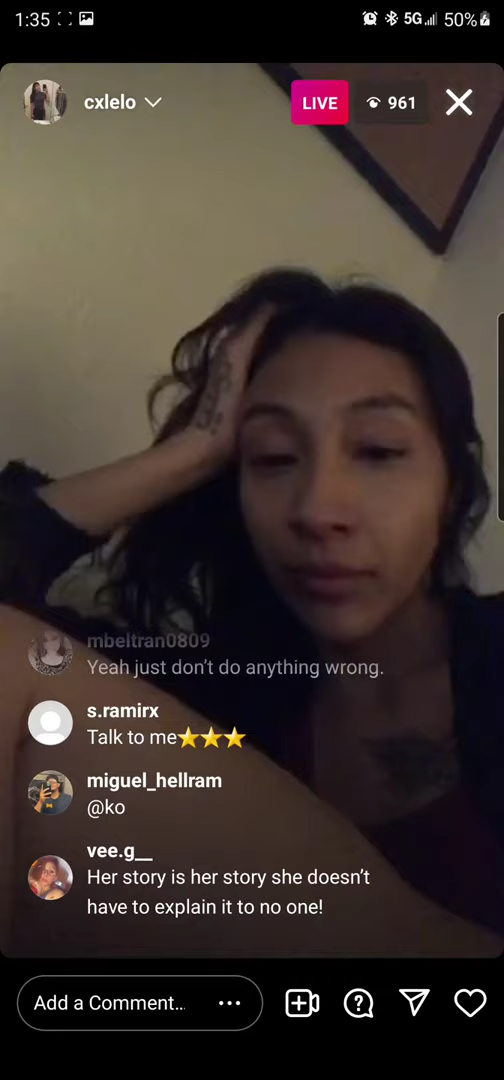 1:35 5G 50%
cxlelo LIVE 961
mbeltran0809
Yeah just don't do anything wrong.
s.ramirx
Talk to me⭐⭐⭐
miguel_hellram
@ko
vee.g__
Her story is her story she doesn't
have to explain it to no one!
Add a Comment...